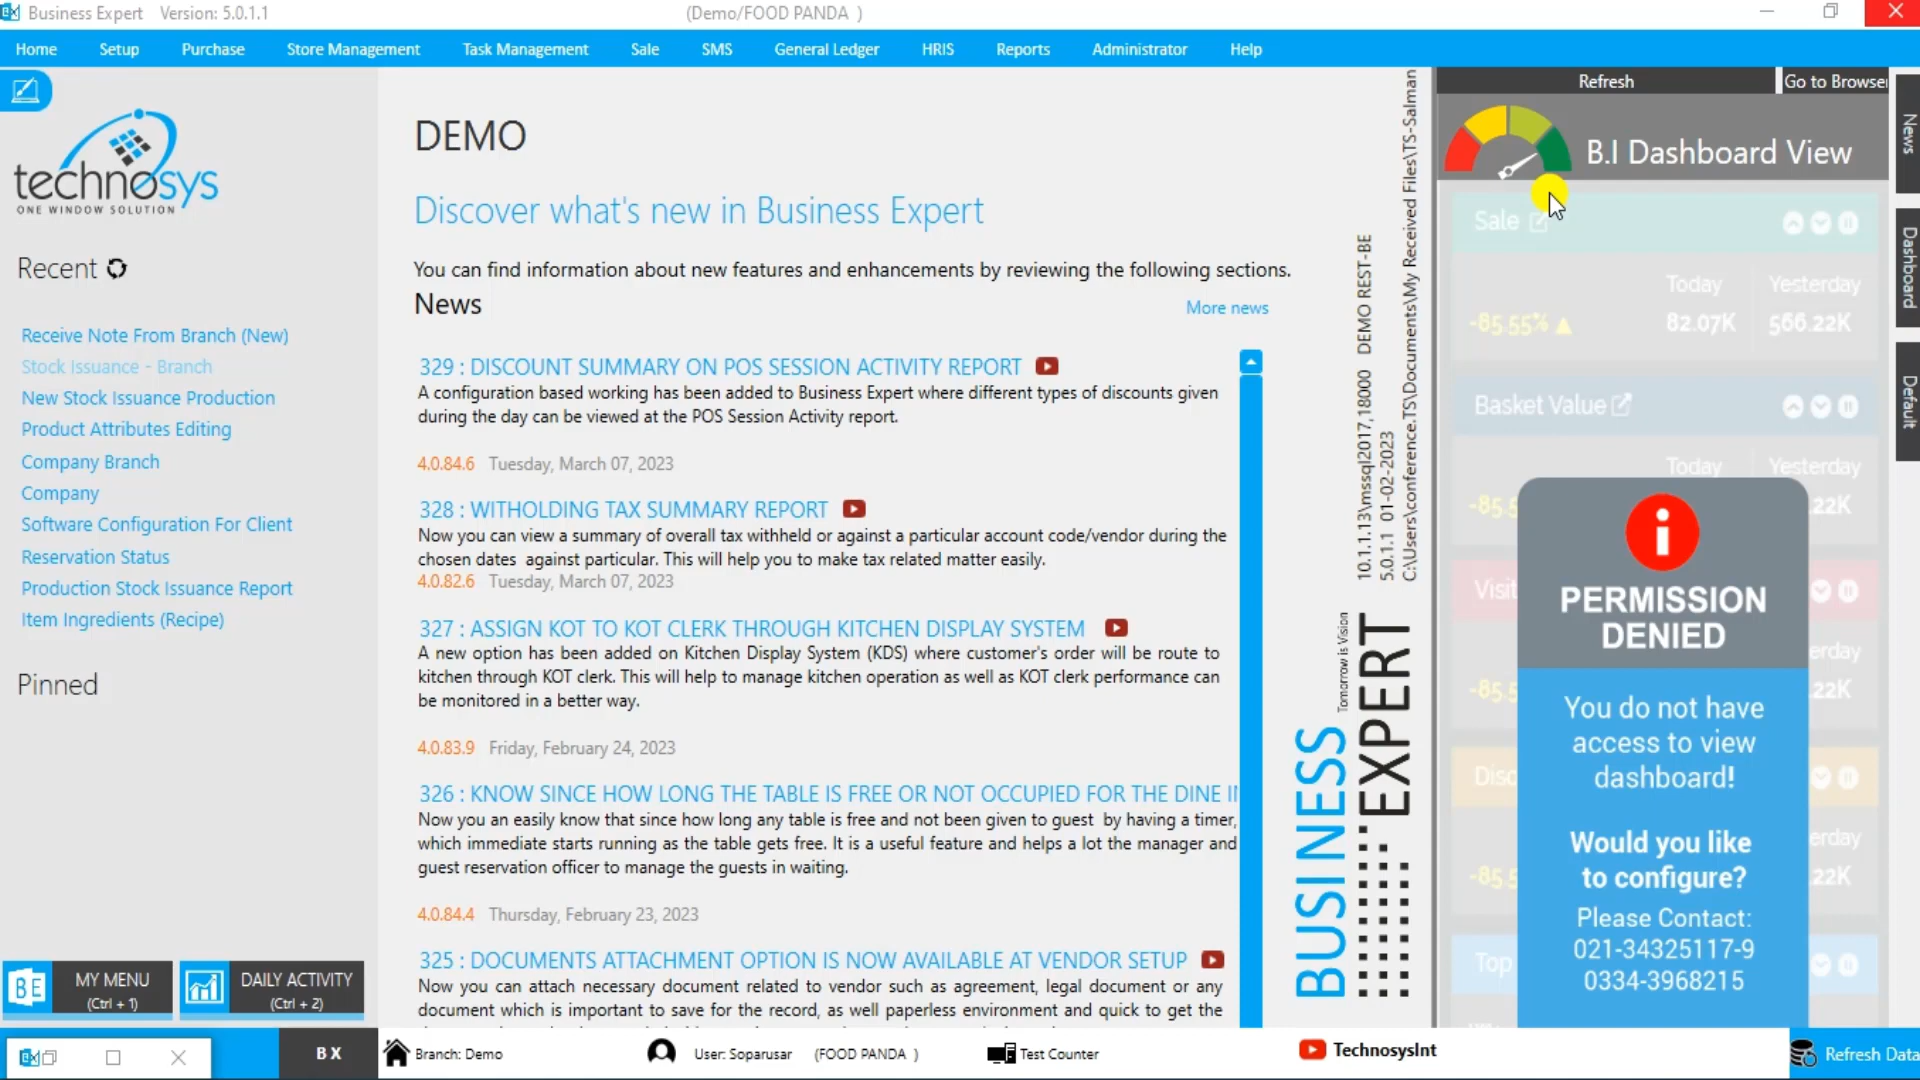 Business Expert Version: 5.0.1.1
(Demo/FOOD PANDA )
Home Setup Purchase Store Management Task Management Sale SMS General Ledger HRIS Reports Administrator Help
technosys
ONE WINDOW SOLUTION
Recent
Receive Note From Branch (New)
Stock Issuance - Branch
New Stock Issuance Production
Product Attributes Editing
Company Branch
Company
Software Configuration For Client
Reservation Status
Production Stock Issuance Report
Item Ingredients (Recipe)
Pinned
BE MY MENU
(Ctrl + 1)
DAILY ACTIVITY
(Ctrl + 2)
DEMO
Discover what's new in Business Expert
You can find information about new features and enhancements by reviewing the following sections.
News
More news
329 : DISCOUNT SUMMARY ON POS SESSION ACTIVITY REPORT
A configuration based working has been added to Business Expert where different types of discounts given
during the day can be viewed at the POS Session Activity report.
4.0.84.6 Tuesday, March 07, 2023
328 : WITHOLDING TAX SUMMARY REPORT
Now you can view a summary of overall tax withheld or against a particular account code/vendor during the
chosen dates against particular. This will help you to make tax related matter easily.
4.0.82.6 Tuesday, March 07, 2023
327 : ASSIGN KOT TO KOT CLERK THROUGH KITCHEN DISPLAY SYSTEM
A new option has been added on Kitchen Display System (KDS) where customer's order will be route to
kitchen through KOT clerk. This will help to manage kitchen operation as well as KOT clerk performance can
be monitored in a better way.
4.0.83.9 Friday, February 24, 2023
326 : KNOW SINCE HOW LONG THE TABLE IS FREE OR NOT OCCUPIED FOR THE DINE
Now you an easily know that since how long any table is free and not been given to guest by having a timer,
which immediate starts running as the table gets free. It is a useful feature and helps a lot the manager and
guest reservation officer to manage the guests in waiting.
4.0.84.4 Thursday, February 23, 2023
325 : DOCUMENTS ATTACHMENT OPTION IS NOW AVAILABLE AT VENDOR SETUP
Now you can attach necessary document related to vendor such as agreement, legal document or any
document which is important to save for the record, as well paperless environment and quick to get the
10.1.1.13\mssql2017,18000 DEMO REST-BE
5.0.1.1 01-02-2023
C:\Users\conference.TS\Documents\My Received Files\TS-Salman
BUSINESS
EXPERT
Tomorrow is Vision
Refresh
Go to Browser
B.I Dashboard View
Sale
Today Yesterday
-85.55% 82.07K 566.22K
Basket Value
Today Yesterday
-85.5 .22K
Visit
erday
-85.5 .22K
Disc
erday
-85.5 .22K
Top
PERMISSION
DENIED
You do not have
access to view
dashboard!
Would you like
to configure?
Please Contact:
021-34325117-9
0334-3968215
News
Dashboard
Default
BX
Branch: Demo
User: Soparusar (FOOD PANDA )
Test Counter
TechnosysInt
Refresh Data